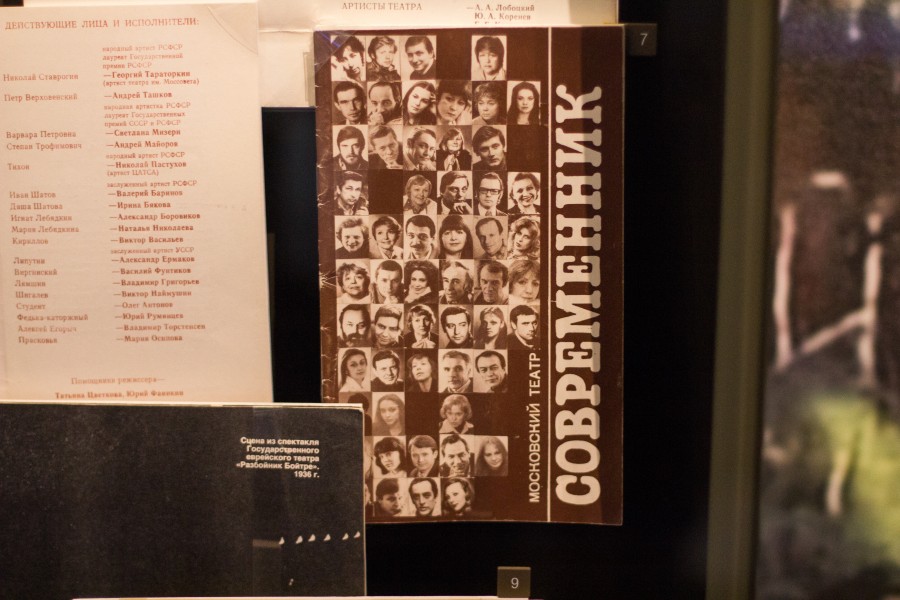 АРТИСТЫ ТЕАТРА
— А. А. Лобоцкий
Ю. А. Коренев
7
ДЕЙСТВУЮЩИЕ ЛИЦА И ИСПОЛНИТЕЛИ:
народный артист РСФСР
лауреат Государственной
премии РСФСР
Николай Ставрогин —Георгий Тараторкин
(артист театра им. Моссовета)
Петр Верховенский —Андрей Ташков
народная артистка РСФСР
лауреат Государственных
премий СССР и РСФСР
Варвара Петровна —Светлана Мизери
Степан Трофимович —Андрей Майоров
народный артист РСФСР
Тихон —Николай Пастухов
(артист ЦАТСА)
заслуженный артист РСФСР
Иван Шатов —Валерий Баринов
Даша Шатова —Ирина Бякова
Игнат Лебядкин —Александр Боровиков
Мария Лебядкина —Наталья Николаева
Кириллов —Виктор Васильев
заслуженный артист УССР
Липутин —Александр Ермаков
Виргинский —Василий Фунтиков
Лямшин —Владимир Григорьев
Шигалев —Виктор Найнушин
Студент —Олег Антонов
Федька-каторжный —Юрий Румянцев
Алексей Егорыч —Владимир Торстенсен
Прасковья —Мария Осипова
Помощники режиссера—
Татьяна Цветкова, Юрий Фавикин
МОСКОВСКИЙ ТЕАТР
СОВРЕМЕННИК
Сцена из спектакля
Государственного
еврейского театра
«Разбойник Бойтре».
1936 г.
9